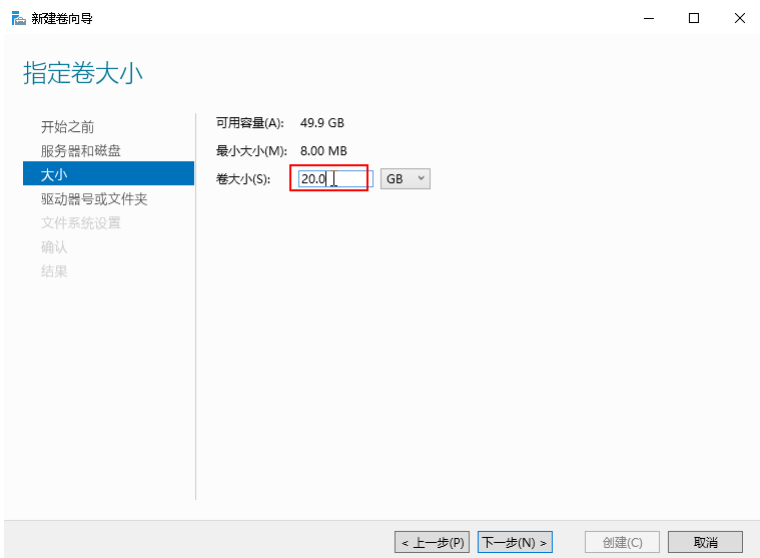 新建卷向导
指定卷大小
开始之前
服务器和磁盘
大小
驱动器号或文件夹
文件系统设置
确认
结果
可用容量(A): 49.9 GB
最小大小(M): 8.00 MB
卷大小(S): 20.0 GB
< 上一步(P) 下一步(N) > 创建(C) 取消